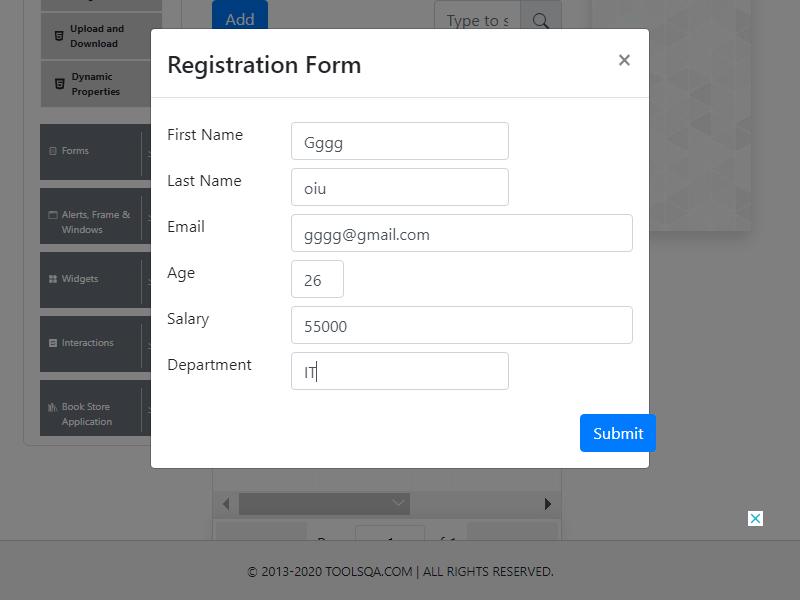 Add
Type to s
Upload and
Download
Dynamic
Properties
Forms
Alerts, Frame &
Windows
Widgets
Interactions
Book Store
Application
Registration Form
×
First Name
Gggg
Last Name
oiu
Email
gggg@gmail.com
Age
26
Salary
55000
Department
IT
Submit
© 2013-2020 TOOLSQA.COM | ALL RIGHTS RESERVED.